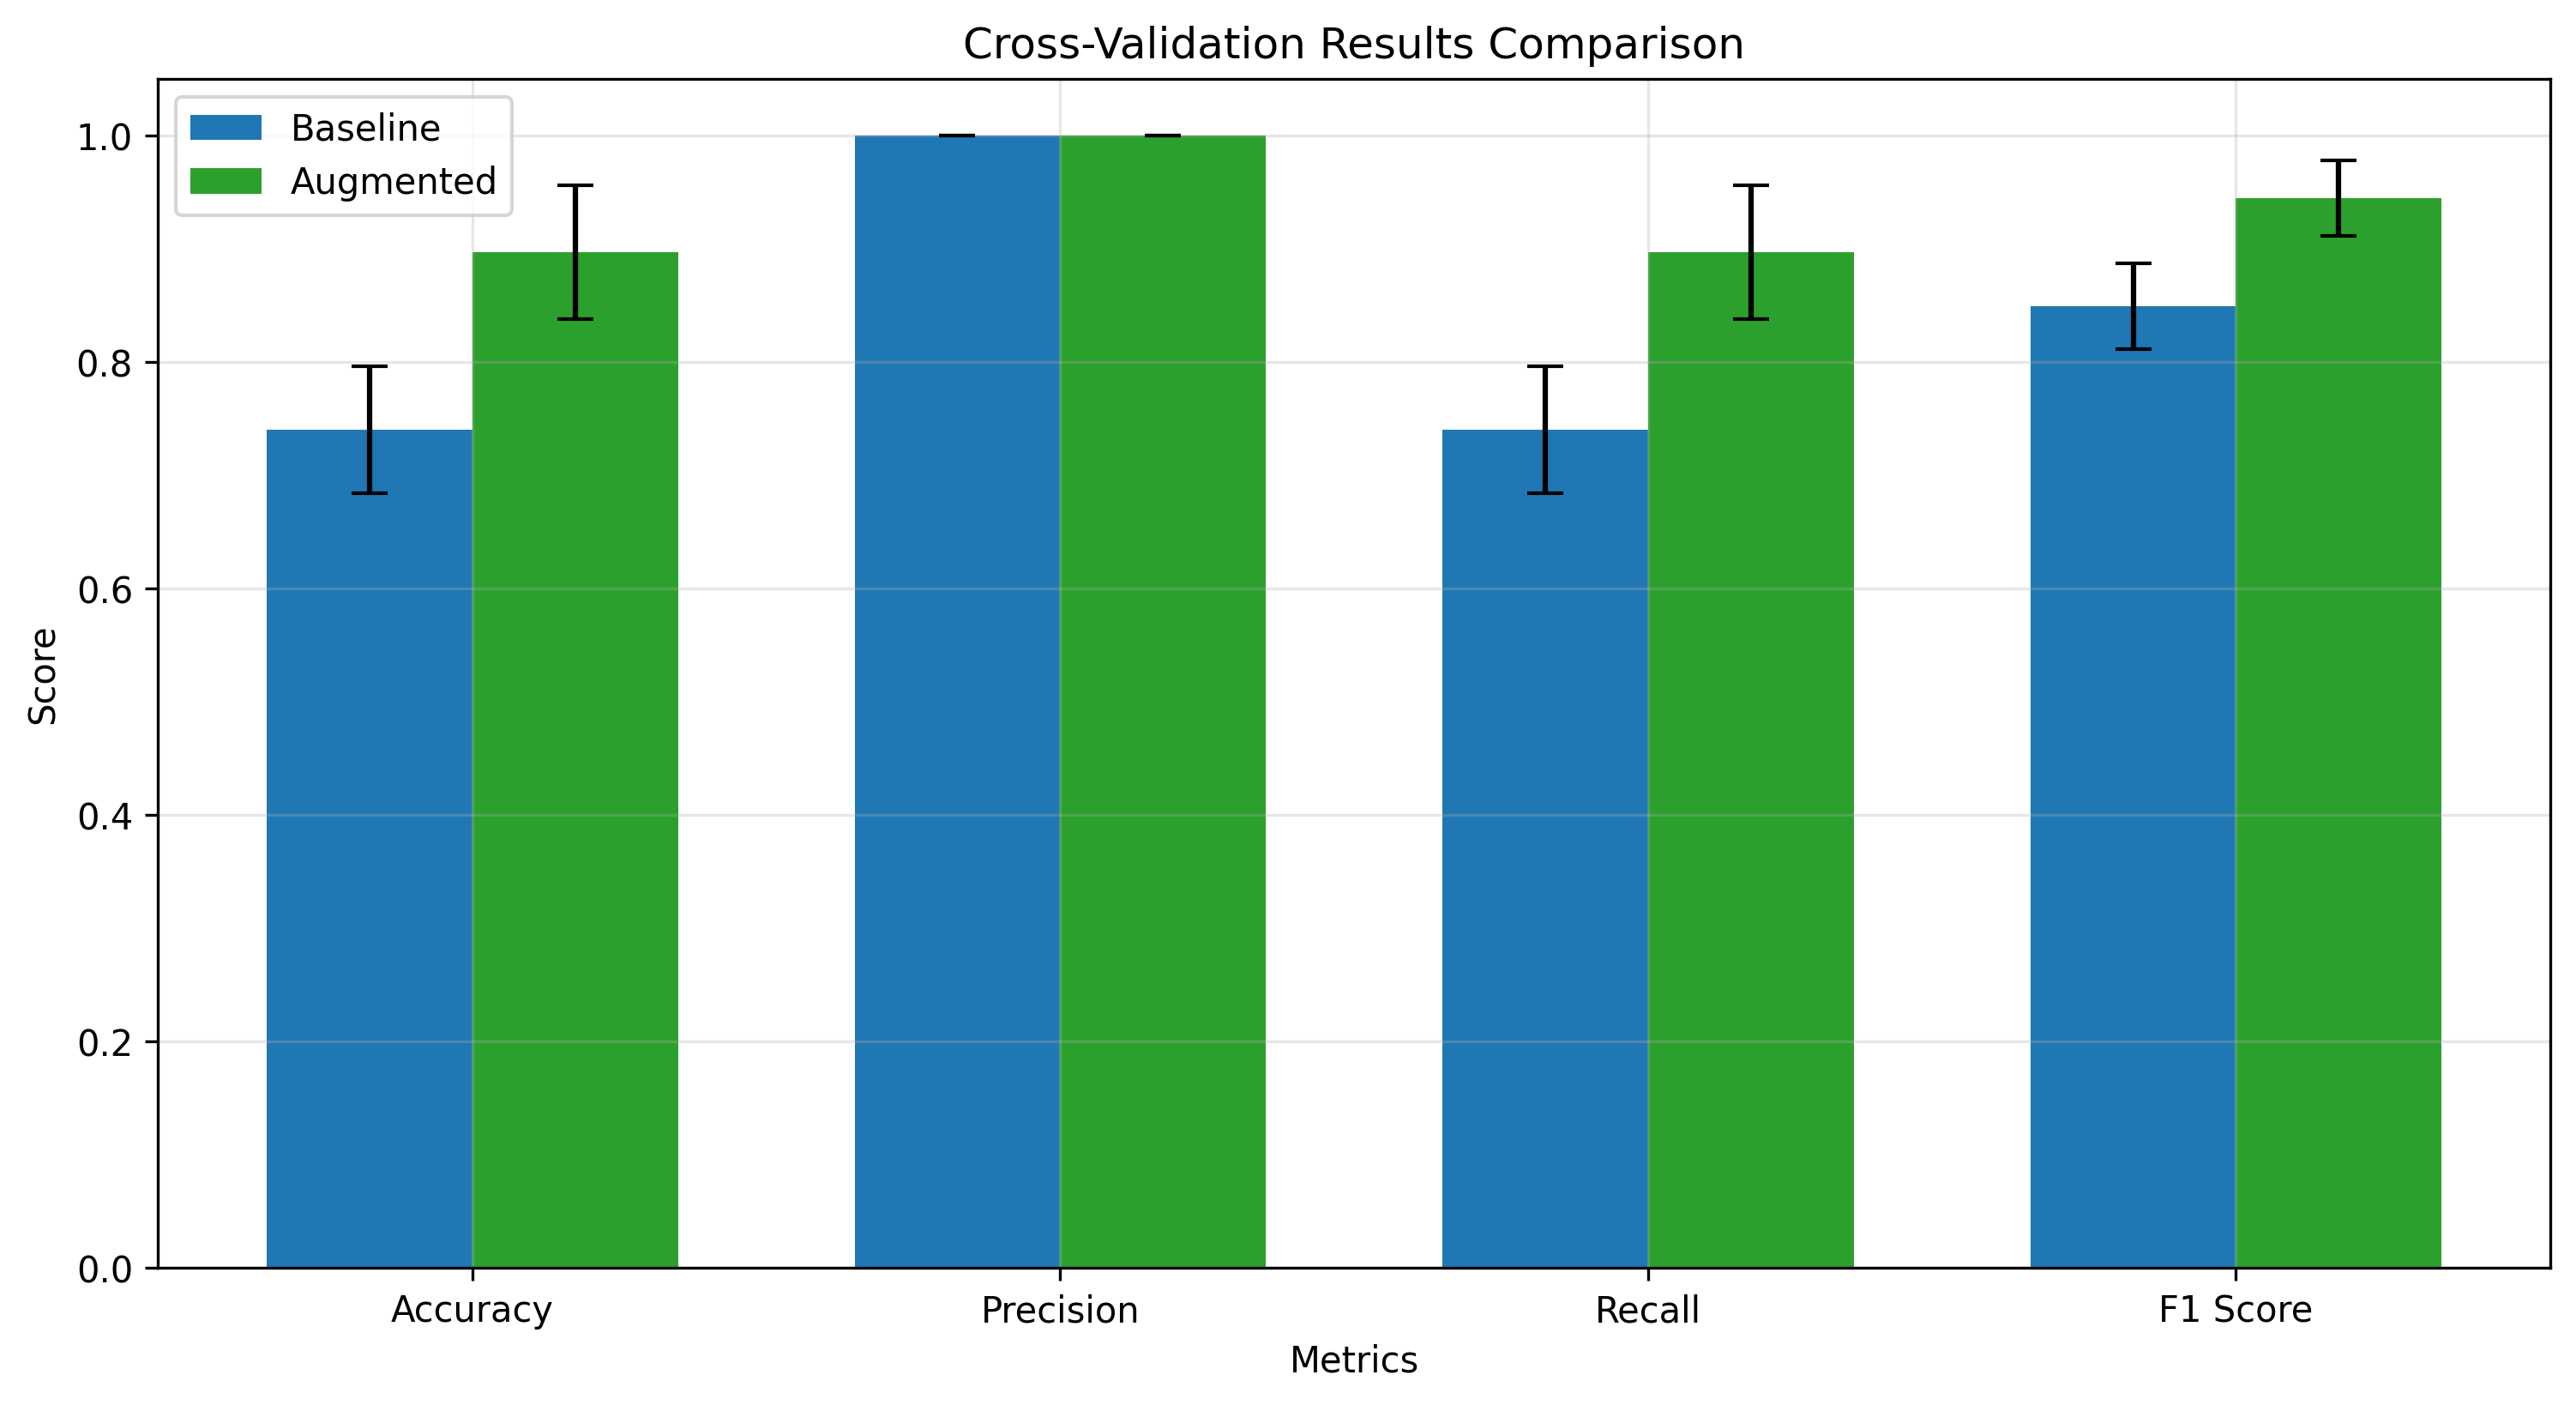 Cross-Validation Results Comparison
Baseline
Augmented
1.0
0.8
0.6
0.4
0.2
0.0
Score
Accuracy
Precision
Recall
F1 Score
Metrics